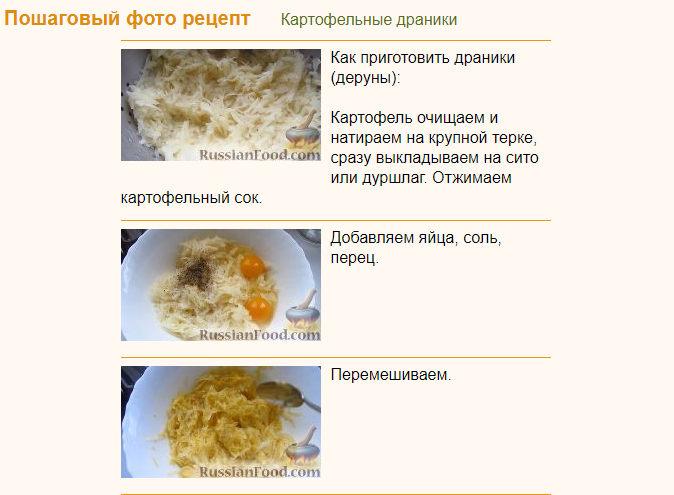 Пошаговый фото рецепт Картофельные драники
Как приготовить драники
(деруны):
Картофель очищаем и
натираем на крупной терке,
сразу выкладываем на сито
или дуршлаг. Отжимаем
картофельный сок.
RussianFood.com
Добавляем яйца, соль,
перец.
RussianFood.com
Перемешиваем.
RussianFood.com